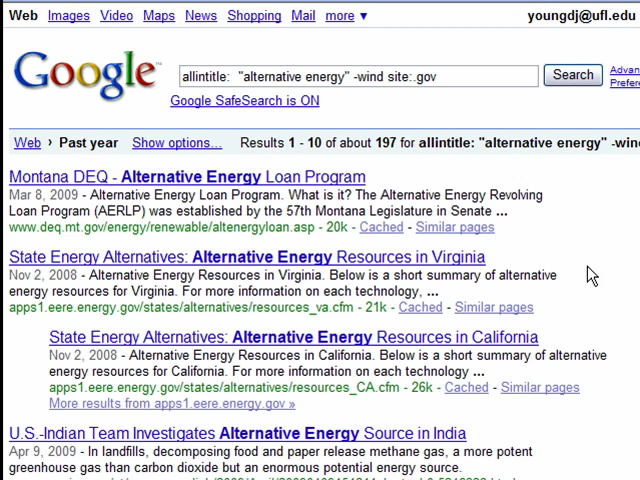 Web Images Video Maps News Shopping Mail more ▼ youngdj@ufl.edu
Google™ allintitle: "alternative energy" -wind site:.gov Search Advan
Prefere
Google SafeSearch is ON
Web › Past year Show options... Results 1 - 10 of about 197 for allintitle: "alternative energy" -wind
Montana DEQ - Alternative Energy Loan Program
Mar 8, 2009 - Alternative Energy Loan Program. What is it? The Alternative Energy Revolving
Loan Program (AERLP) was established by the 57th Montana Legislature in Senate ...
www.deq.mt.gov/energy/renewable/altenergyloan.asp - 20k - Cached - Similar pages
State Energy Alternatives: Alternative Energy Resources in Virginia
Nov 2, 2008 - Alternative Energy Resources in Virginia. Below is a short summary of alternative
energy resources for Virginia. For more information on each technology, ...
apps1.eere.energy.gov/states/alternatives/resources_va.cfm - 21k - Cached - Similar pages
State Energy Alternatives: Alternative Energy Resources in California
Nov 2, 2008 - Alternative Energy Resources in California. Below is a short summary of alternative
energy resources for California. For more information on each technology ...
apps1.eere.energy.gov/states/alternatives/resources_CA.cfm - 26k - Cached - Similar pages
More results from apps1.eere.energy.gov »
U.S.-Indian Team Investigates Alternative Energy Source in India
Apr 9, 2009 - In landfills, decomposing food and paper release methane gas, a more potent
greenhouse gas than carbon dioxide but an enormous potential energy source.